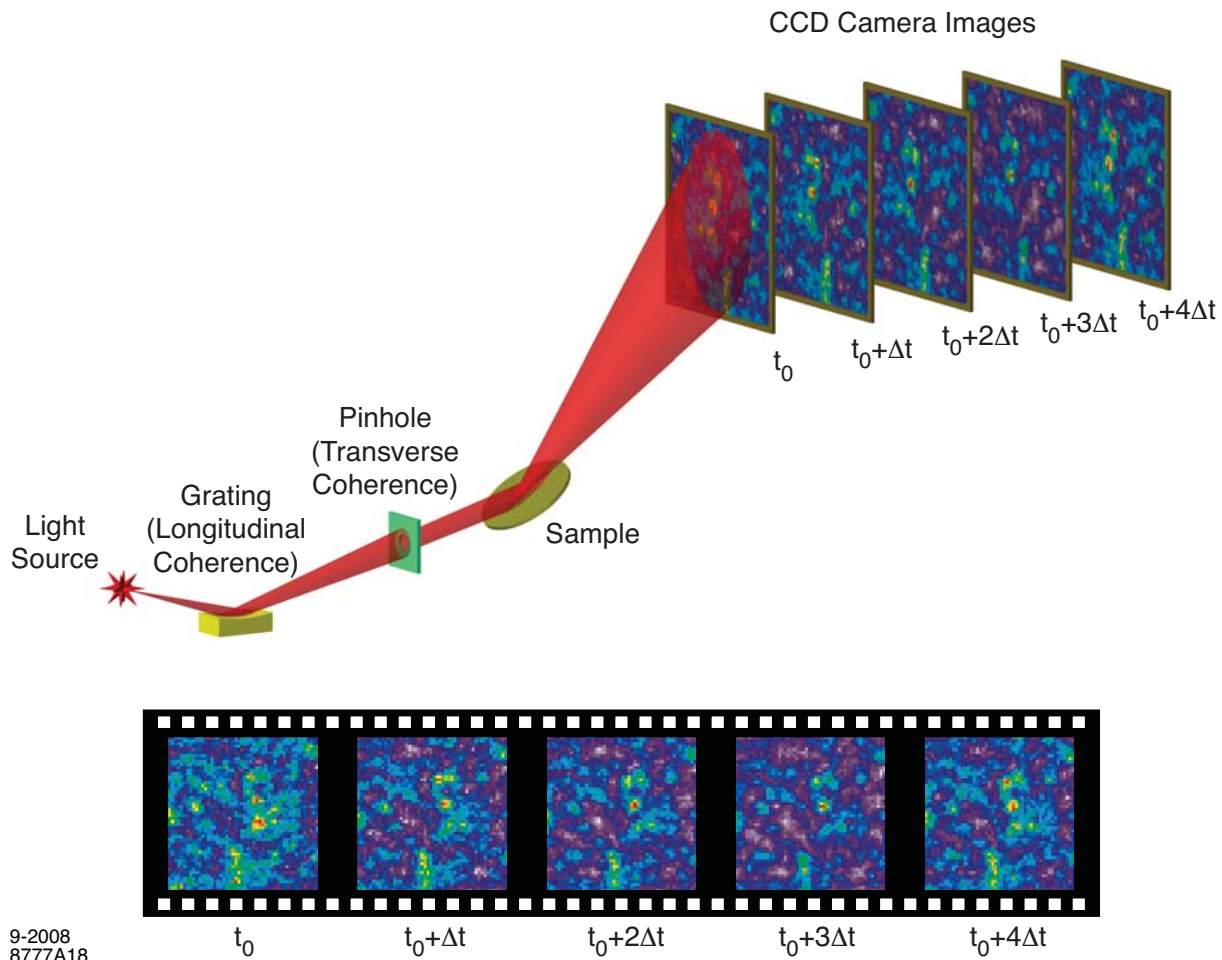 CCD Camera Images
t₀
t₀+Δt
t₀+2Δt
t₀+3Δt
t₀+4Δt
Pinhole
(Transverse
Coherence)
Grating
(Longitudinal
Coherence)
Light
Source
Sample
t₀
t₀+Δt
t₀+2Δt
t₀+3Δt
t₀+4Δt
9-2008
8777A18